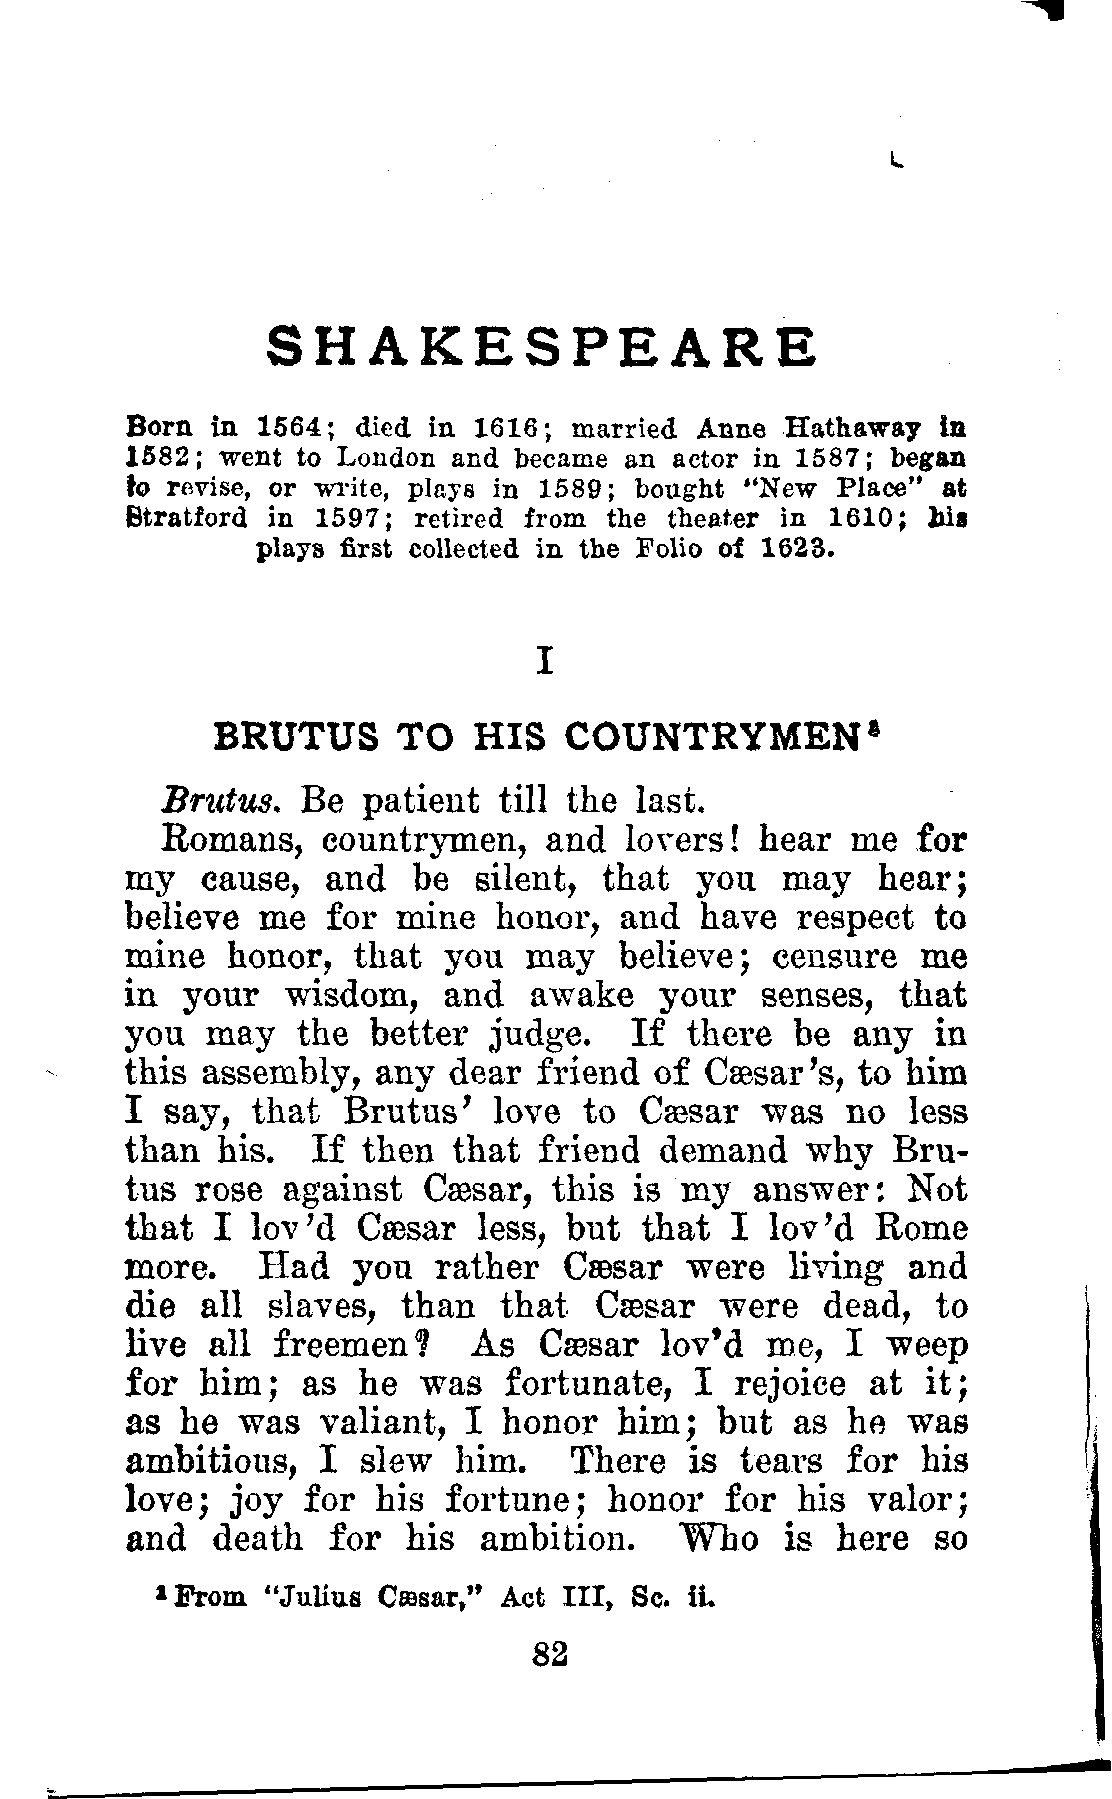 SHAKESPEARE
Born in 1564; died in 1616; married Anne Hathaway in
1582; went to London and became an actor in 1587; began
to revise, or write, plays in 1589; bought "New Place" at
Stratford in 1597; retired from the theater in 1610; his
plays first collected in the Folio of 1623.
I
BRUTUS TO HIS COUNTRYMEN¹
Brutus. Be patient till the last.
Romans, countrymen, and lovers! hear me for
my cause, and be silent, that you may hear;
believe me for mine honor, and have respect to
mine honor, that you may believe; censure me
in your wisdom, and awake your senses, that
you may the better judge. If there be any in
this assembly, any dear friend of Cæsar's, to him
I say, that Brutus' love to Cæsar was no less
than his. If then that friend demand why Bru-
tus rose against Cæsar, this is my answer: Not
that I lov'd Cæsar less, but that I lov'd Rome
more. Had you rather Cæsar were living and
die all slaves, than that Cæsar were dead, to
live all freemen? As Cæsar lov'd me, I weep
for him; as he was fortunate, I rejoice at it;
as he was valiant, I honor him; but as he was
ambitious, I slew him. There is tears for his
love; joy for his fortune; honor for his valor;
and death for his ambition. Who is here so
¹ From "Julius Cæsar," Act III, Sc. ii.
82